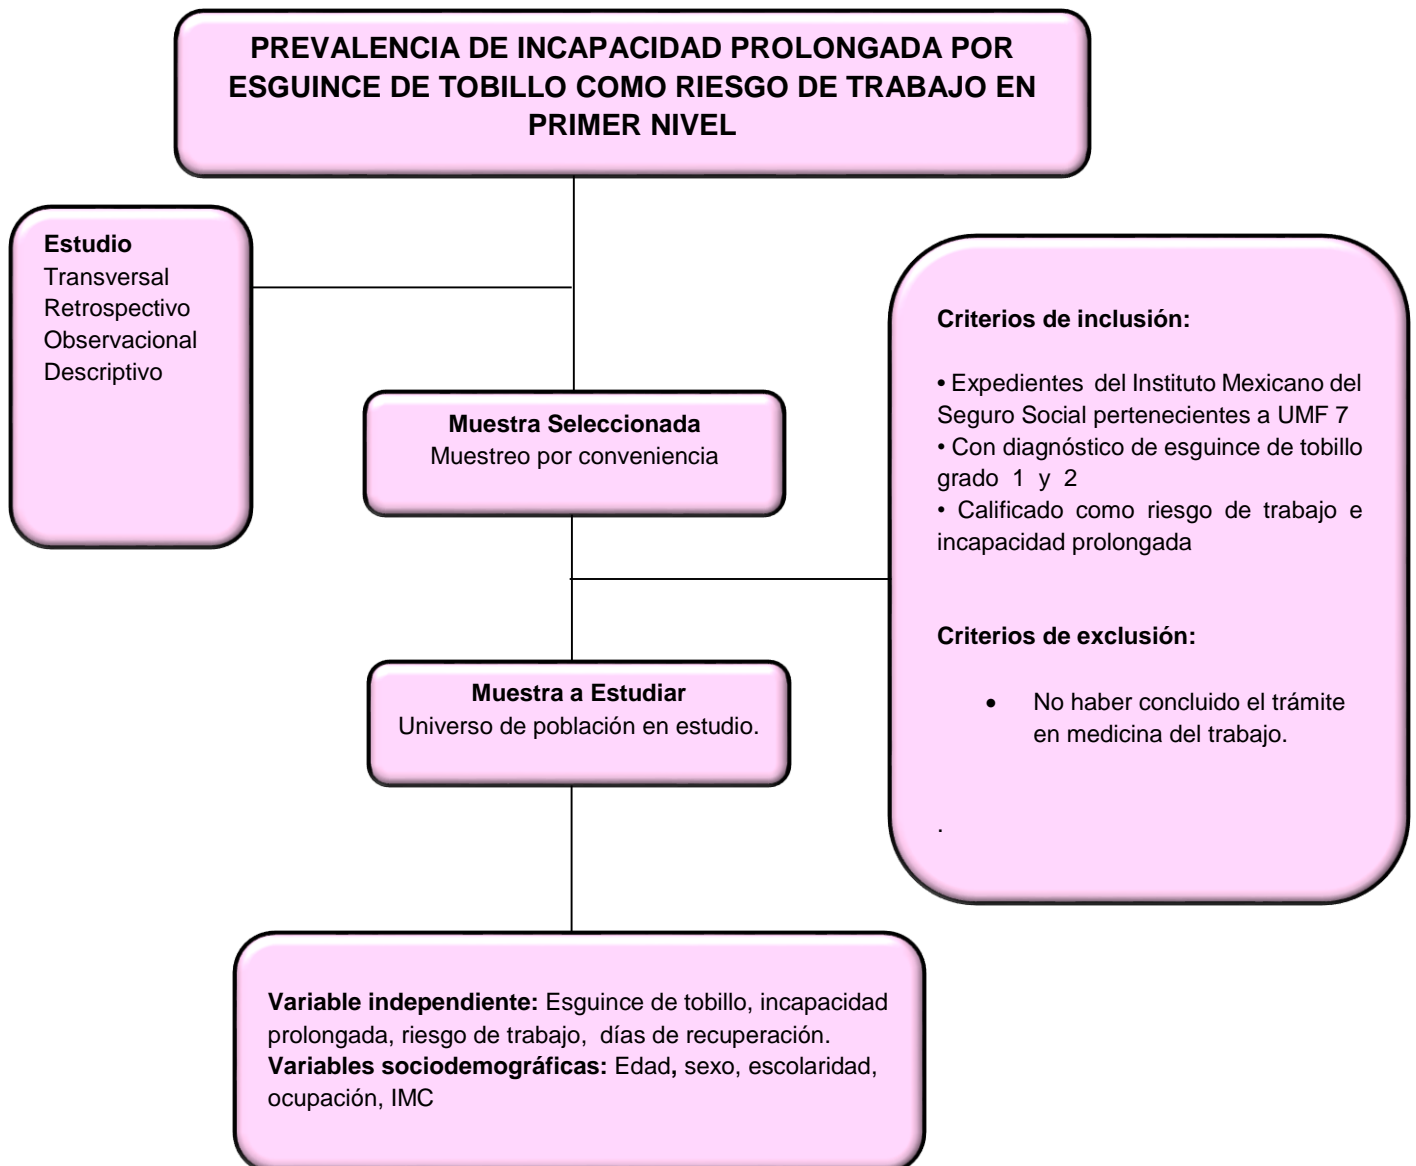 PREVALENCIA DE INCAPACIDAD PROLONGADA POR
ESGUINCE DE TOBILLO COMO RIESGO DE TRABAJO EN
PRIMER NIVEL
Estudio
Transversal
Retrospectivo
Observacional
Descriptivo
Muestra Seleccionada
Muestreo por conveniencia
Criterios de inclusión:
• Expedientes del Instituto Mexicano del
Seguro Social pertenecientes a UMF 7
• Con diagnóstico de esguince de tobillo
grado 1 y 2
• Calificado como riesgo de trabajo e
incapacidad prolongada
Criterios de exclusión:
• No haber concluido el trámite
en medicina del trabajo.
.
Muestra a Estudiar
Universo de población en estudio.
Variable independiente: Esguince de tobillo, incapacidad
prolongada, riesgo de trabajo, días de recuperación.
Variables sociodemográficas: Edad, sexo, escolaridad,
ocupación, IMC